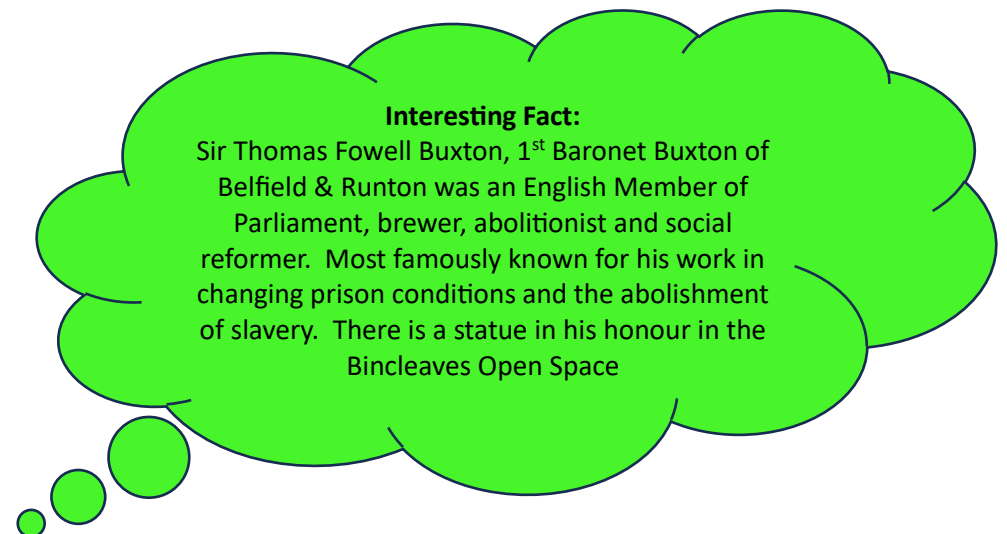 Interesting Fact:
Sir Thomas Fowell Buxton, 1st Baronet Buxton of
Belfield & Runton was an English Member of
Parliament, brewer, abolitionist and social
reformer.  Most famously known for his work in
changing prison conditions and the abolishment
of slavery.  There is a statue in his honour in the
Bincleaves Open Space